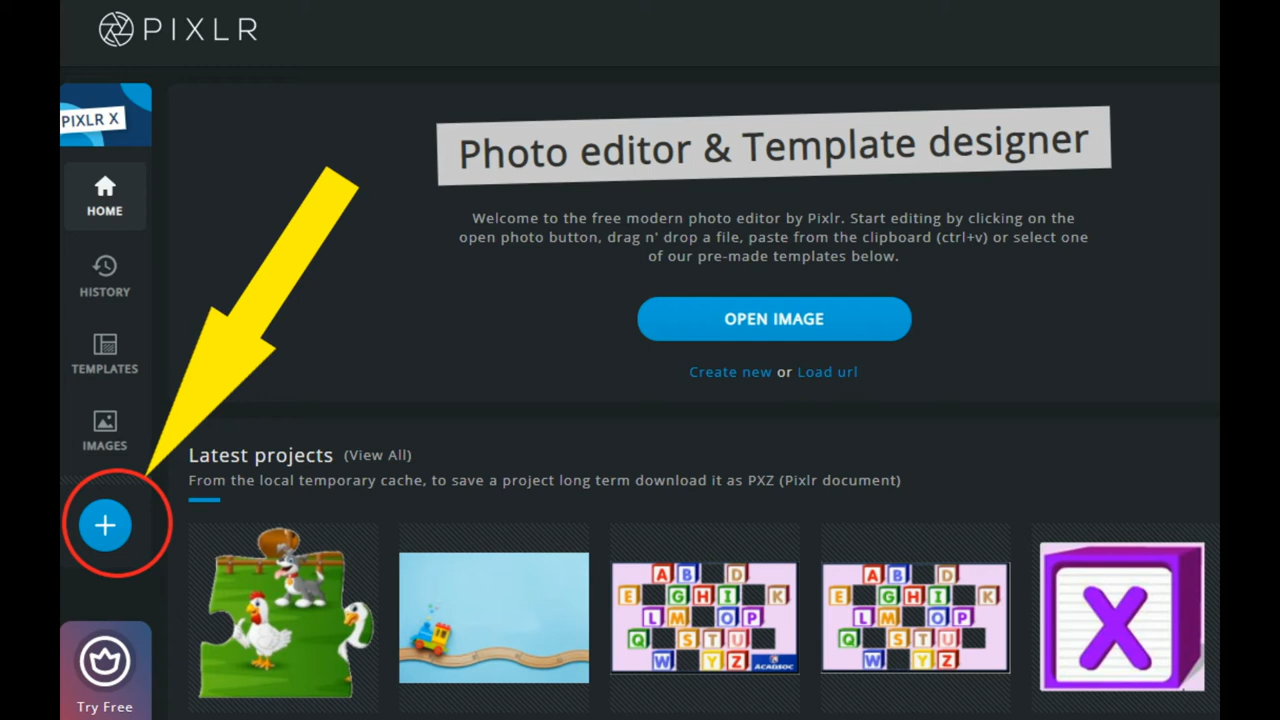 PIXLR
PIXLR X
HOME
HISTORY
TEMPLATES
IMAGES
Try Free
Photo editor & Template designer
Welcome to the free modern photo editor by Pixlr. Start editing by clicking on the
open photo button, drag n' drop a file, paste from the clipboard (ctrl+v) or select one
of our pre-made templates below.
OPEN IMAGE
Create new or Load url
Latest projects (View All)
From the local temporary cache, to save a project long term download it as PXZ (Pixlr document)
A B D
E G H I K
L M O P
Q S T U
W Y Z ACADSOC
A B D
E G H I K
L M O P
Q S T U
W Y Z
X